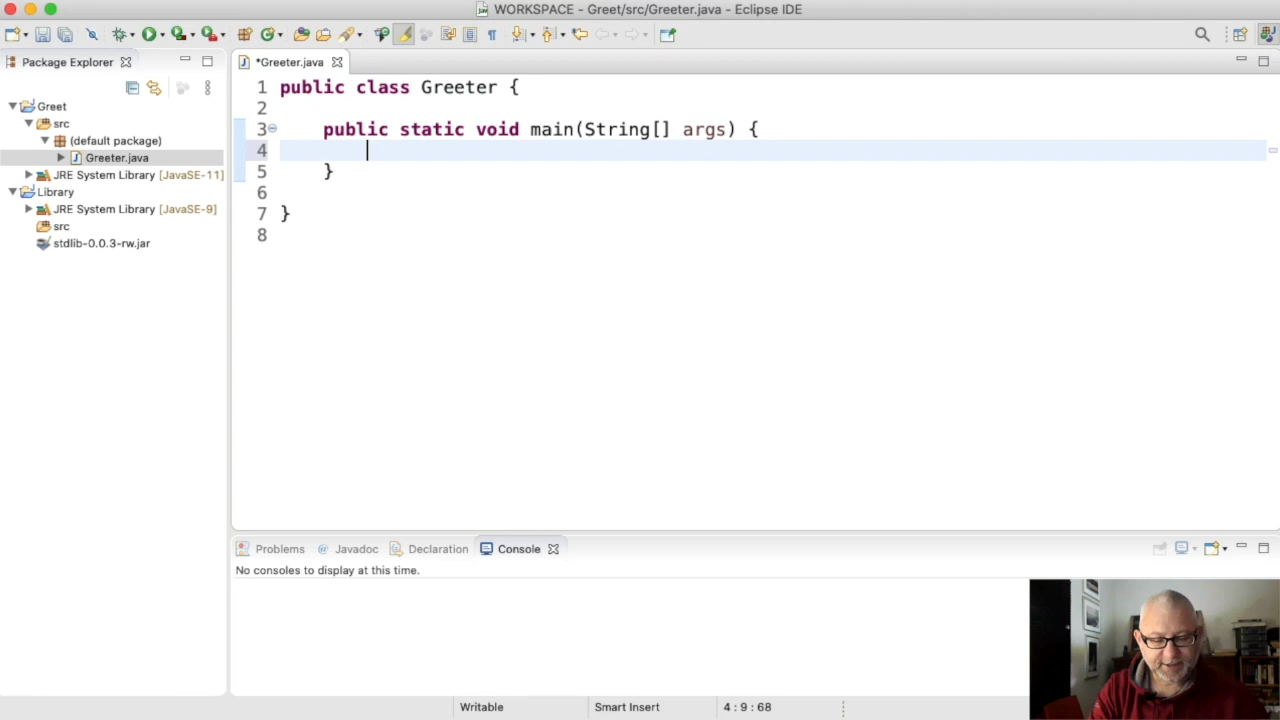 WORKSPACE - Greet/src/Greeter.java - Eclipse IDE
Package Explorer
*Greeter.java
Greet
src
(default package)
Greeter.java
JRE System Library [JavaSE-11]
Library
JRE System Library [JavaSE-9]
src
stdlib-0.0.3-rw.jar
1 public class Greeter {
2
3 public static void main(String[] args) {
4
5 }
6
7 }
8
Problems @ Javadoc Declaration Console
No consoles to display at this time.
Writable Smart Insert 4 : 9 : 68